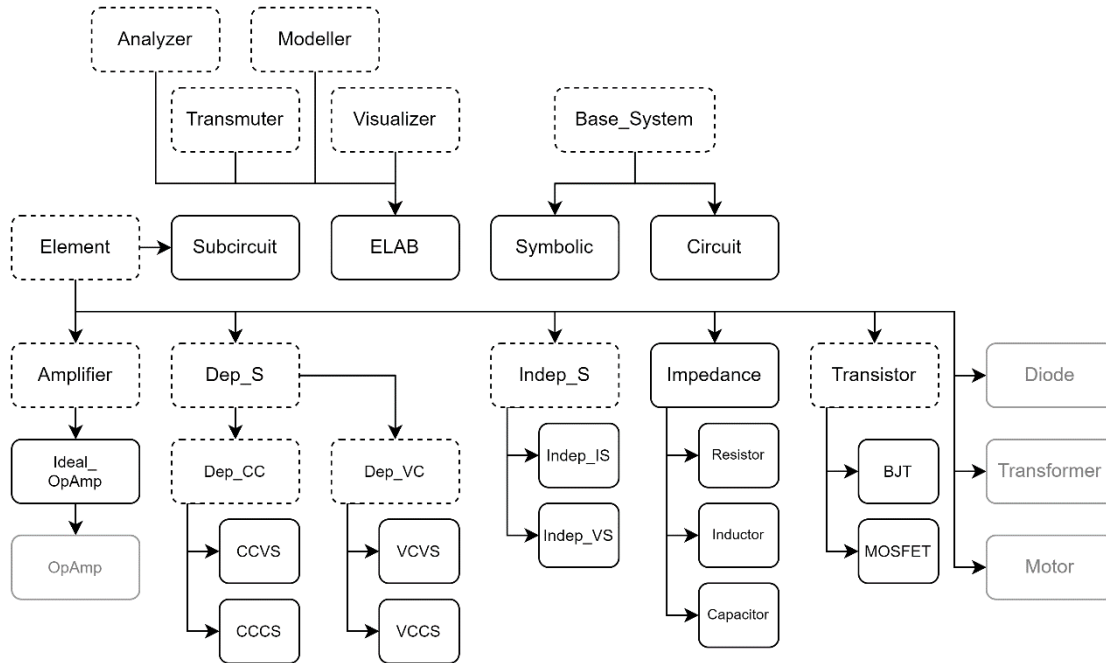 Analyzer
Modeller
Transmuter
Visualizer
Base_System
Element
Subcircuit
ELAB
Symbolic
Circuit
Amplifier
Dep_S
Indep_S
Impedance
Transistor
Diode
Ideal_
OpAmp
Dep_CC
Dep_VC
Indep_IS
Resistor
BJT
Transformer
OpAmp
CCVS
VCVS
Indep_VS
Inductor
MOSFET
Motor
CCCS
VCCS
Capacitor